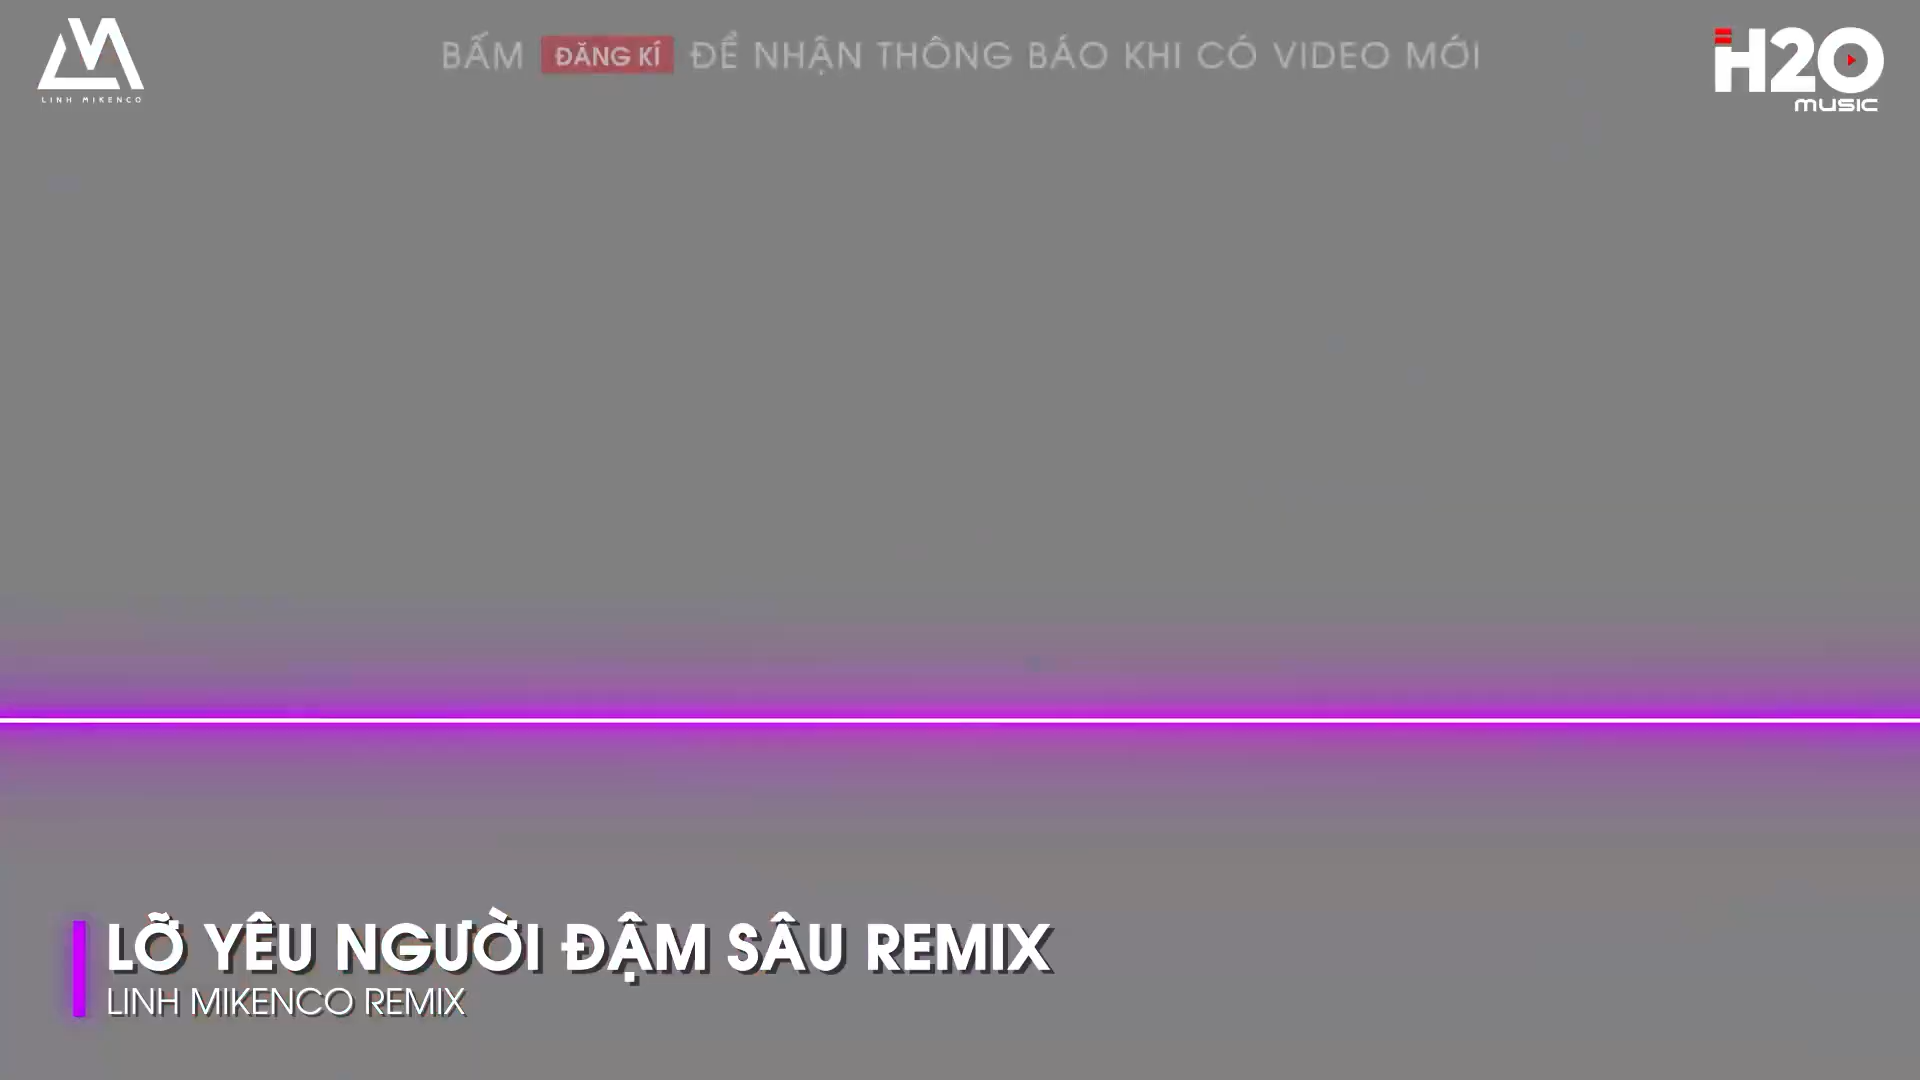 LINH MIKENCO
BẤM ĐĂNG KÍ ĐỂ NHẬN THÔNG BÁO KHI CÓ VIDEO MỚI
H2O
MUSIC
LỠ YÊU NGƯỜI ĐẬM SÂU REMIX
LINH MIKENCO REMIX